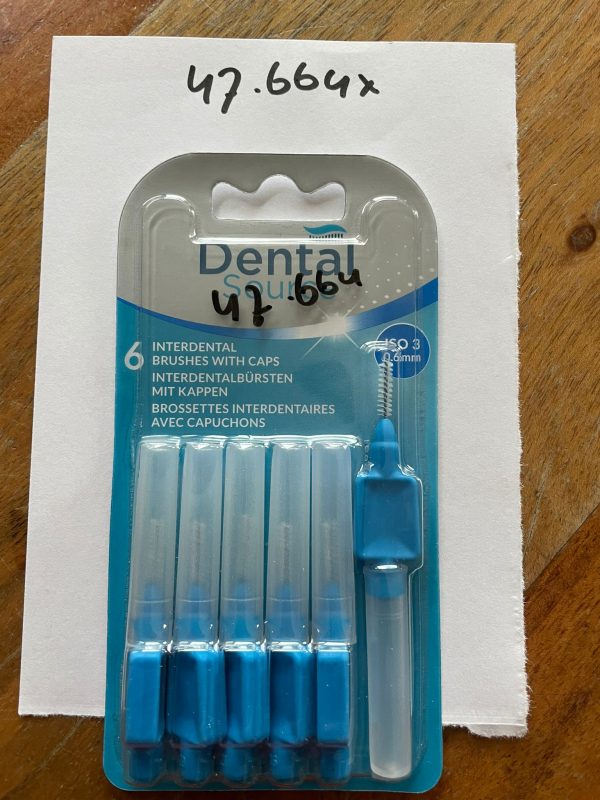 47.664x
Dental
Source
47.664
6 INTERDENTAL
BRUSHES WITH CAPS
INTERDENTALBÜRSTEN
MIT KAPPEN
BROSSETTES INTERDENTAIRES
AVEC CAPUCHONS
ISO 3
0.6mm